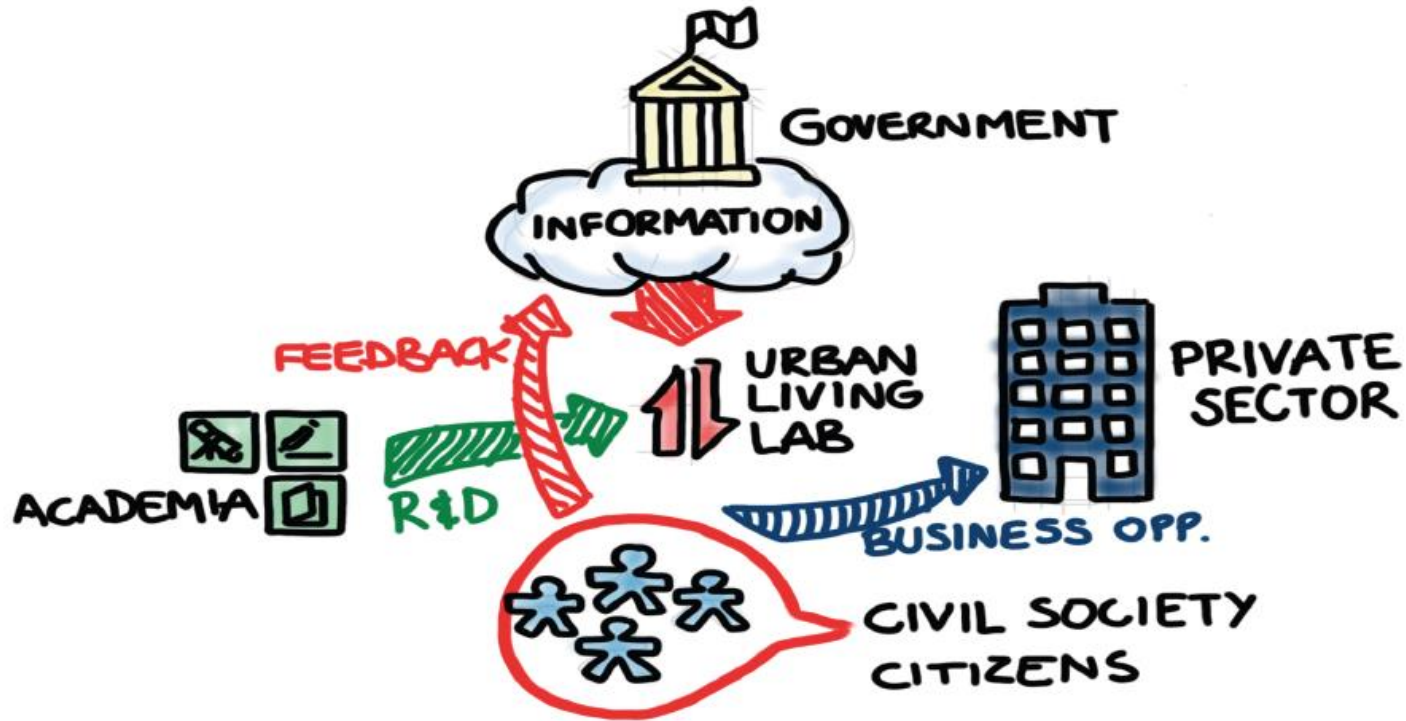 GOVERNMENT
INFORMATION
FEEDBACK
URBAN
LIVING
LAB
PRIVATE
SECTOR
ACADEMIA
R&D
BUSINESS OPP.
CIVIL SOCIETY
CITIZENS